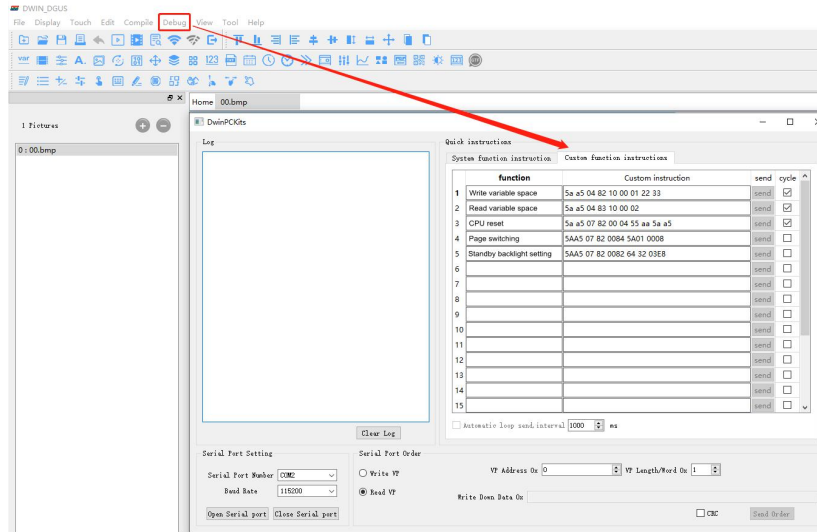 DWIN_DGUS
File Display Touch Edit Compile Debug View Tool Help
Home 00.bmp
1 Pictures
0 : 00.bmp
DwinPCKits
Log
Quick instructions
System function instruction Custom function instructions
function Custom instruction send cycle
1 Write variable space 5a a5 04 82 10 00 01 22 33 send
2 Read variable space 5a a5 04 83 10 00 02 send
3 CPU reset 5a a5 07 82 00 04 55 aa 5a a5 send
4 Page switching 5AA5 07 82 0084 5A01 0008 send
5 Standby backlight setting 5AA5 07 82 0082 64 32 03E8 send
6 send
7 send
8 send
9 send
10 send
11 send
12 send
13 send
14 send
15 send
Automatic loop send.interval 1000 ms
Clear Log
Serial Port Setting
Serial Port Number COM2
Baud Rate 115200
Open Serial port Close Serial port
Serial Port Order
Write VP
Read VP
VP Address 0x 0 VP Length/Word 0x 1
Write Down Data 0x
CRC Send Order